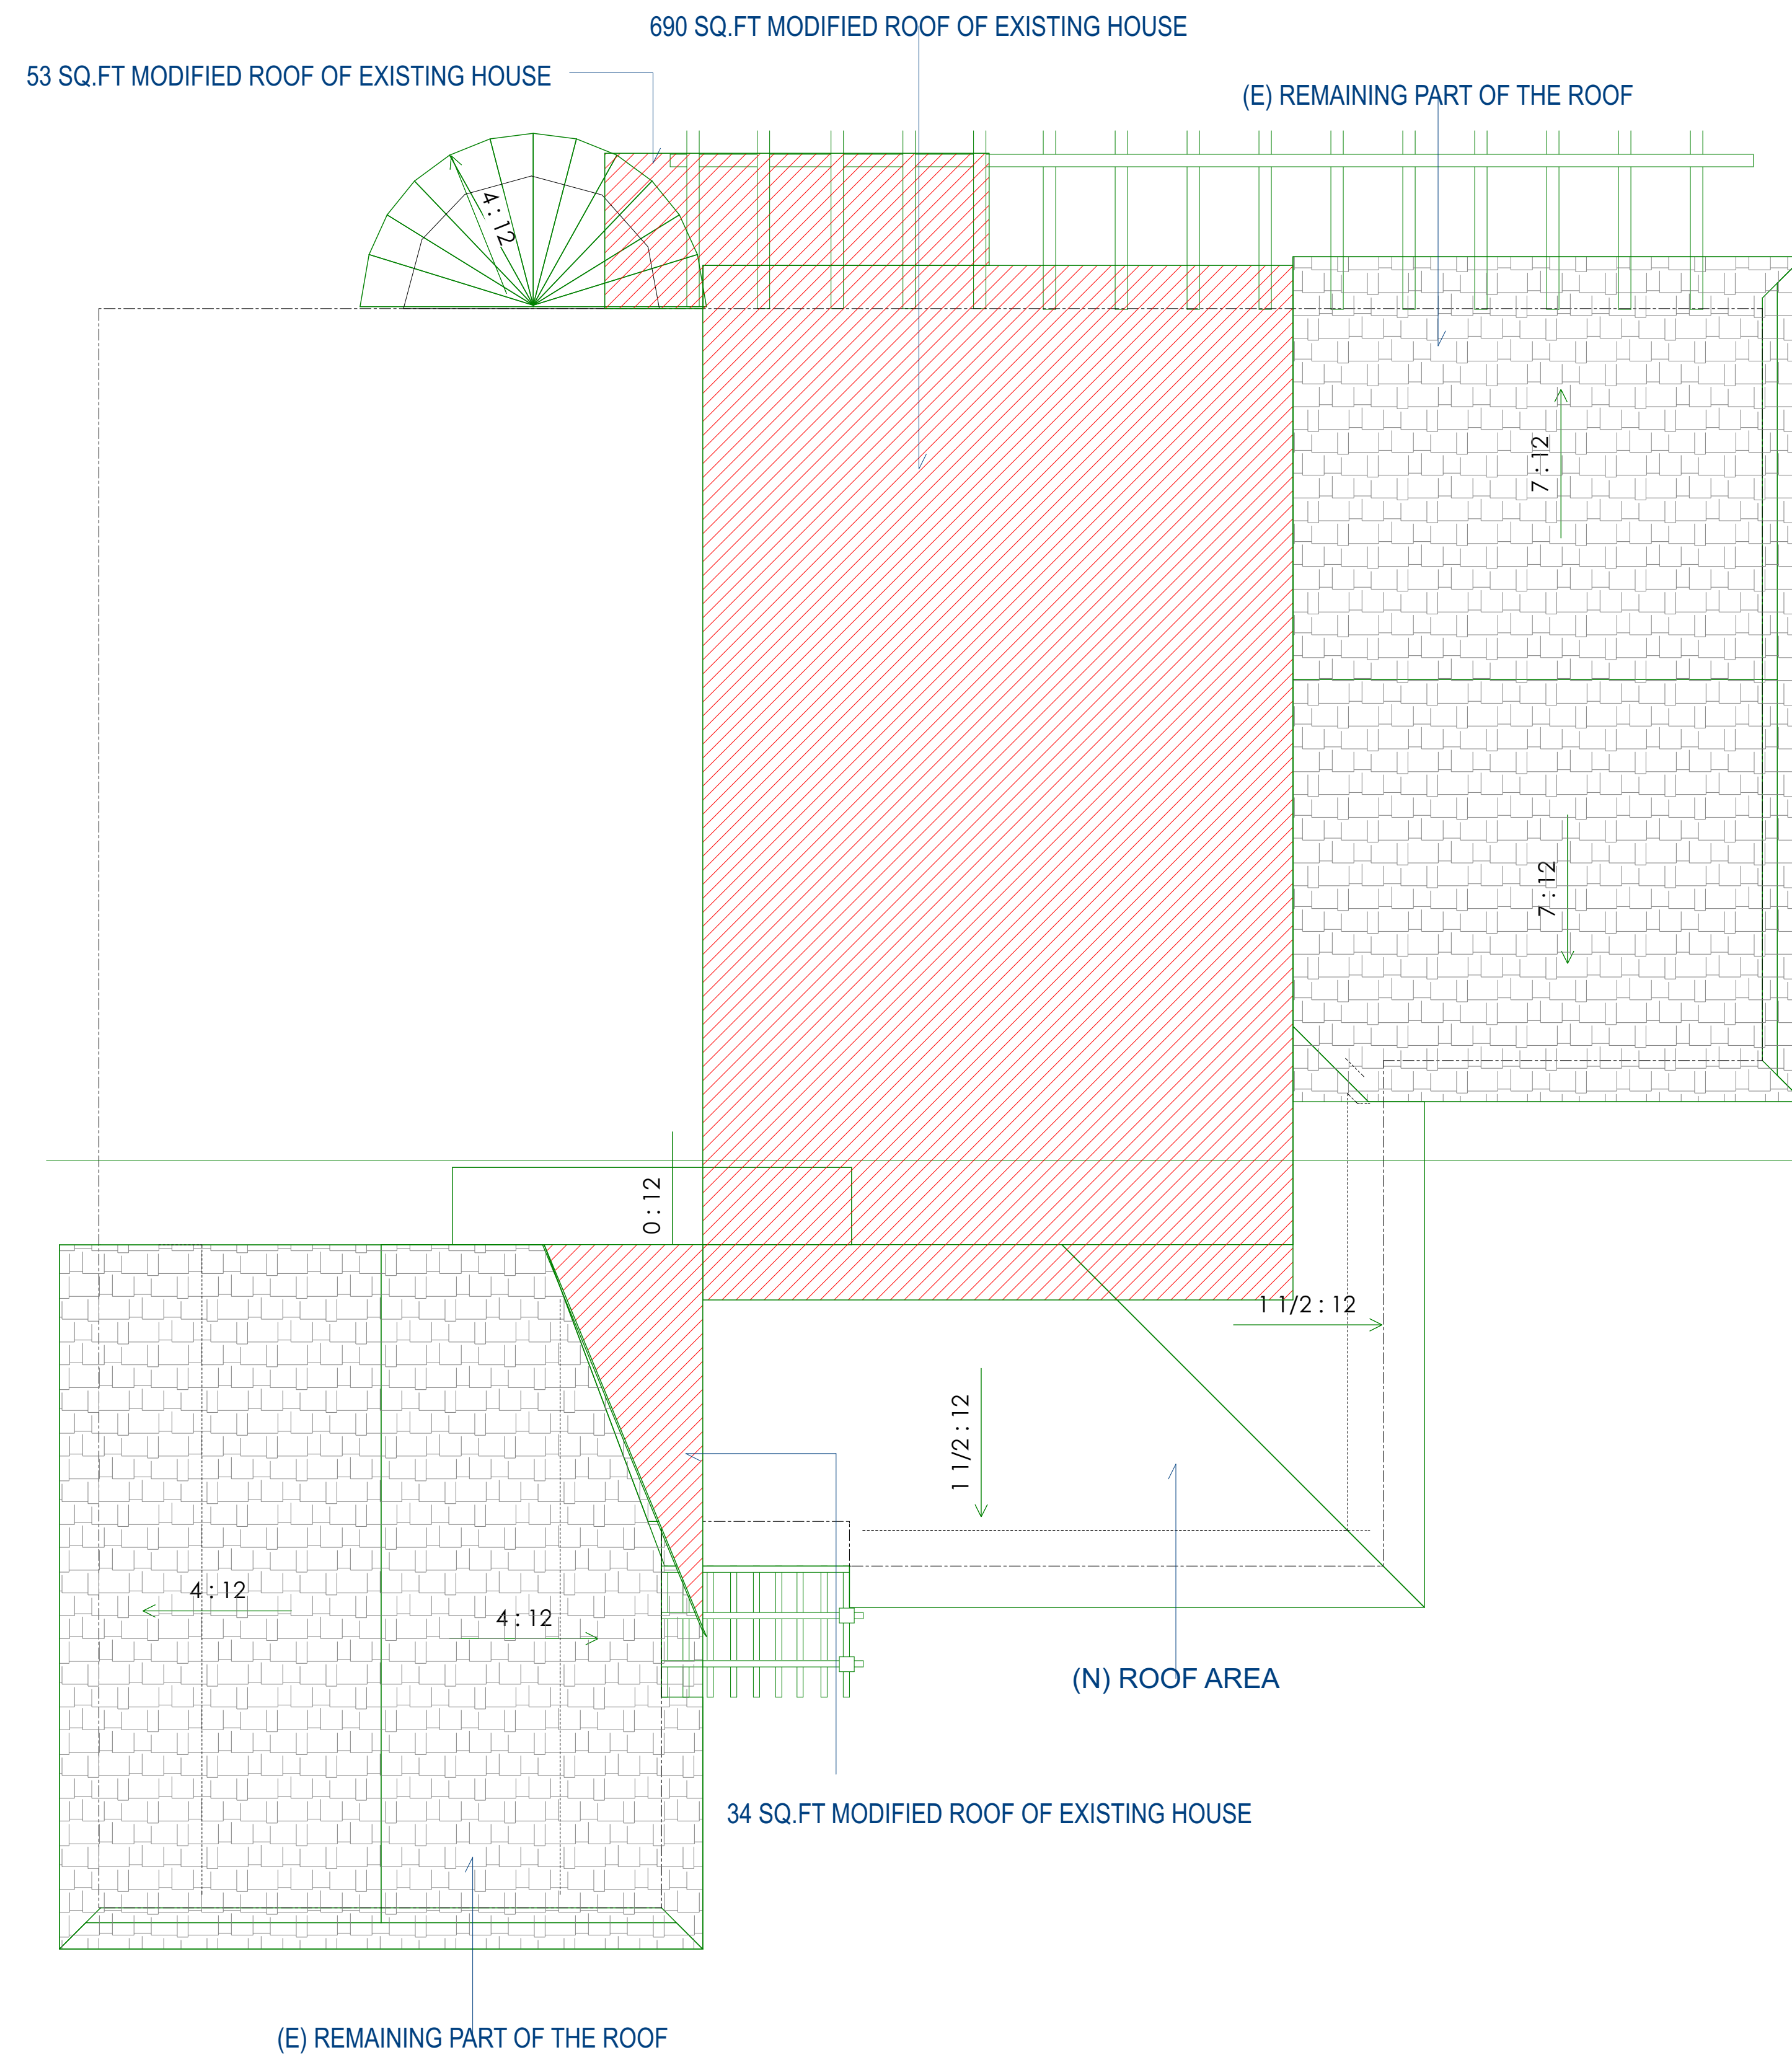 690 SQ.FT MODIFIED ROOF OF EXISTING HOUSE
53 SQ.FT MODIFIED ROOF OF EXISTING HOUSE
(E) REMAINING PART OF THE ROOF
4 : 12
7 : 12
7 : 12
0 : 12
1 1/2 : 12
1 1/2 : 12
4 : 12
4 : 12
(N) ROOF AREA
34 SQ.FT MODIFIED ROOF OF EXISTING HOUSE
(E) REMAINING PART OF THE ROOF